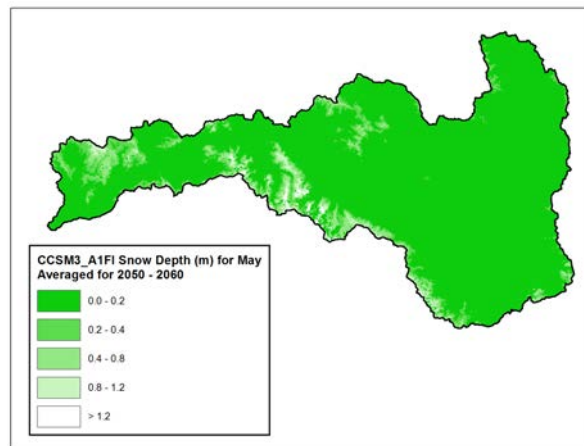 CCSM3_A1FI Snow Depth (m) for May
Averaged for 2050 - 2060
0.0 - 0.2
0.2 - 0.4
0.4 - 0.8
0.8 - 1.2
> 1.2